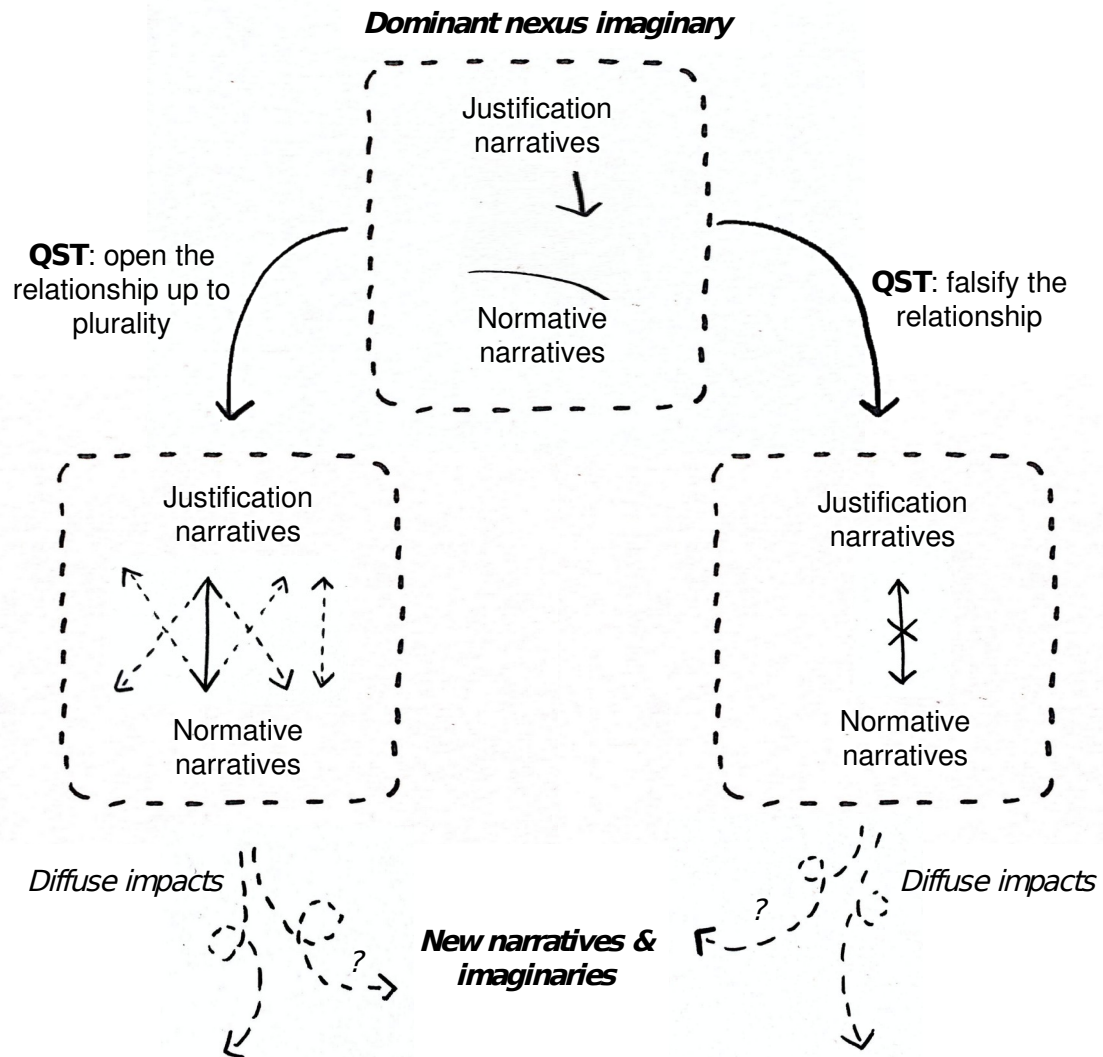 Dominant nexus imaginary
Justification
narratives
Normative
narratives
QST: open the
relationship up to
plurality
QST: falsify the
relationship
Justification
narratives
Normative
narratives
Justification
narratives
Normative
narratives
Diffuse impacts
?
New narratives &
imaginaries
?
Diffuse impacts